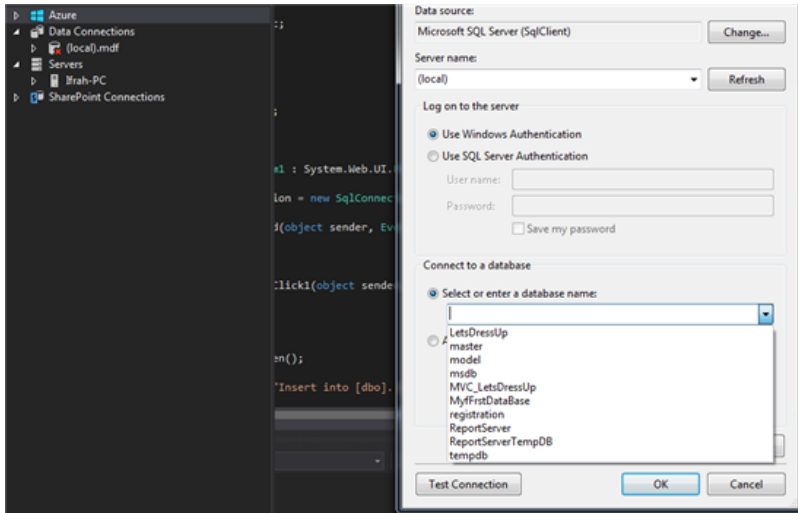 Azure
Data Connections
(local).mdf
Servers
Ifrah-PC
SharePoint Connections
: System.Web.UI.
= new SqlConnec
(object sender, Eve
Click1(object sende
en();
"Insert into [dbo].
Data source:
Microsoft SQL Server (SqlClient)
Change...
Server name:
(local)
Refresh
Log on to the server
Use Windows Authentication
Use SQL Server Authentication
User name:
Password:
Save my password
Connect to a database
Select or enter a database name:
A
LetsDressUp
master
model
msdb
MVC_LetsDressUp
MyfFrstDataBase
registration
ReportServer
ReportServerTempDB
tempdb
Test Connection
OK
Cancel